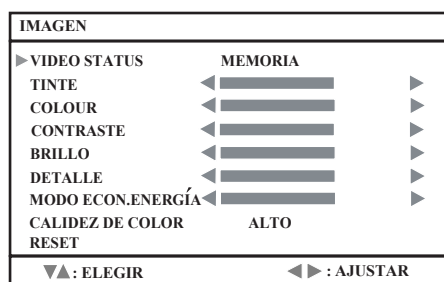 IMAGEN
VIDEO STATUS MEMORIA
TINTE
COLOUR
CONTRASTE
BRILLO
DETALLE
MODO ECON.ENERGÍA
CALIDEZ DE COLOR ALTO
RESET
▼▲: ELEGIR ◀ ▶ : AJUSTAR